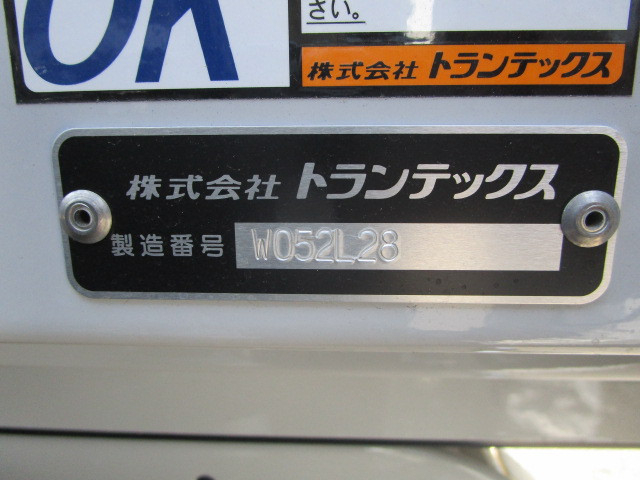 OK
さい。
株式会社 トランテックス
株式会社 トランテックス
製造番号 W052L28